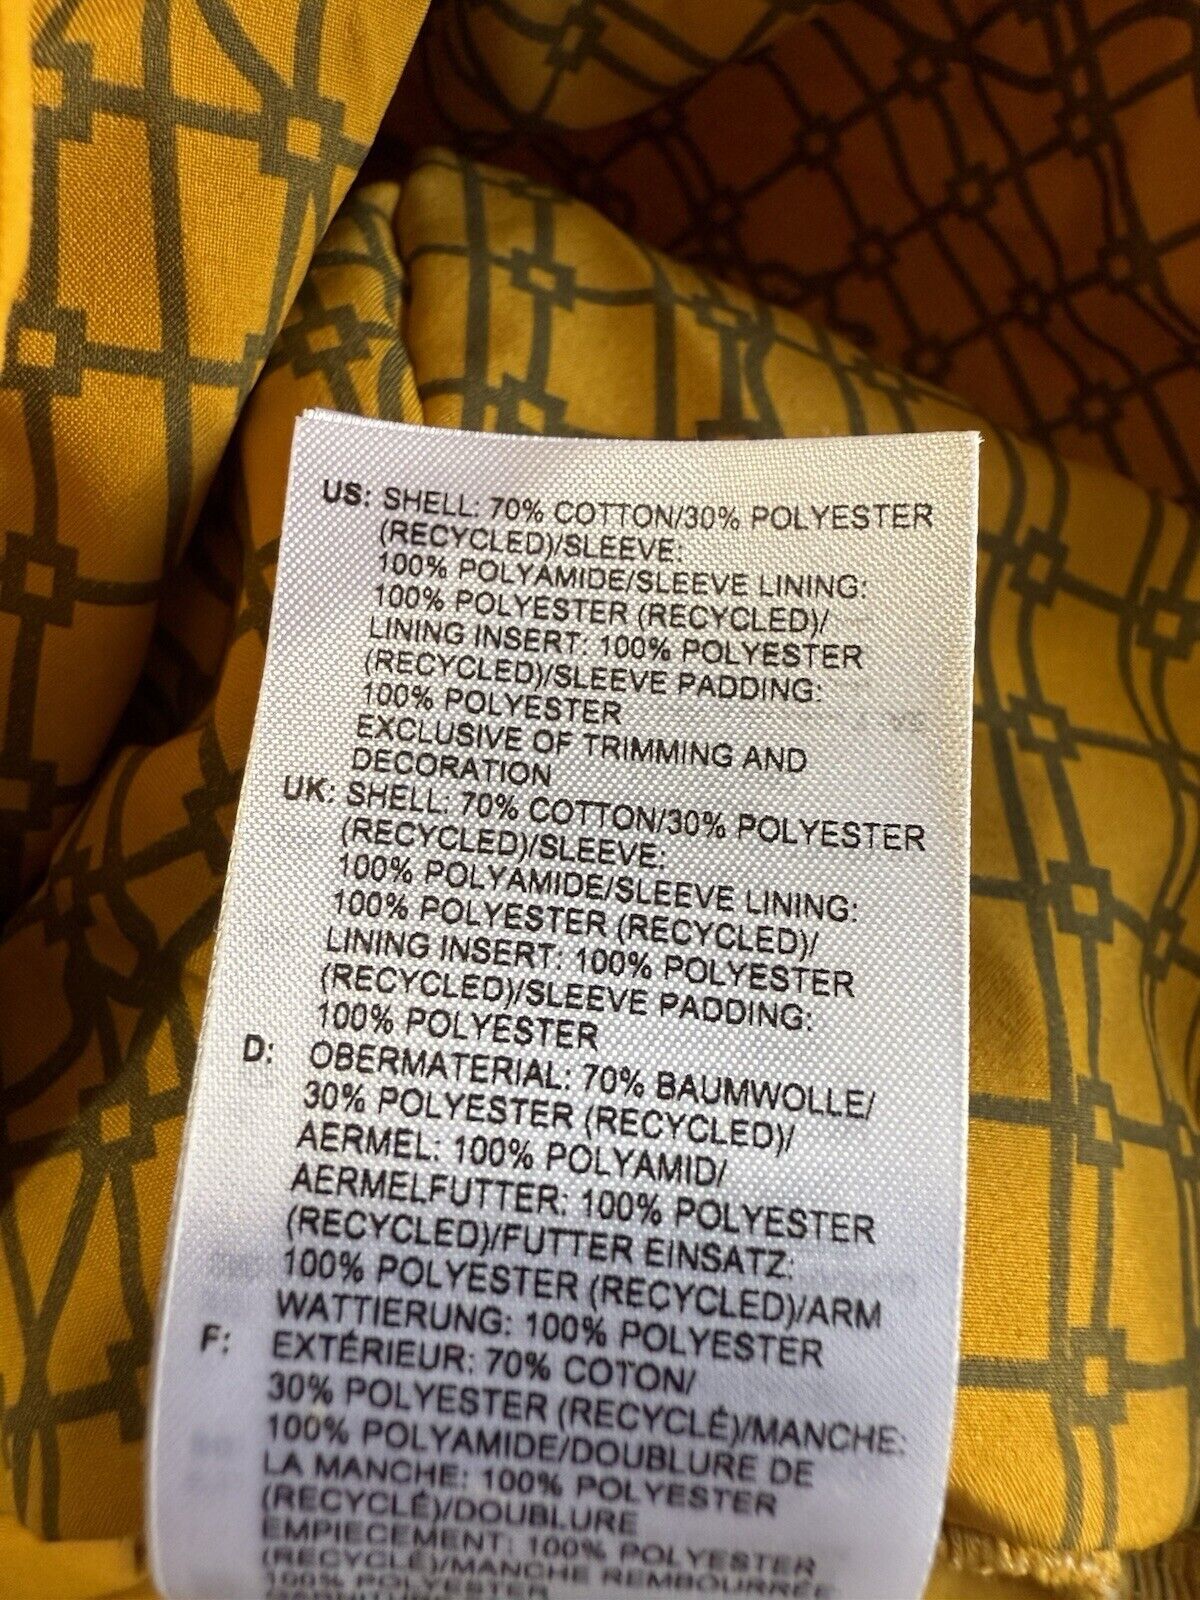 US: SHELL: 70% COTTON/30% POLYESTER
(RECYCLED)/SLEEVE:
100% POLYAMIDE/SLEEVE LINING:
100% POLYESTER (RECYCLED)/
LINING INSERT: 100% POLYESTER
(RECYCLED)/SLEEVE PADDING:
100% POLYESTER
EXCLUSIVE OF TRIMMING AND
DECORATION
UK: SHELL: 70% COTTON/30% POLYESTER
(RECYCLED)/SLEEVE:
100% POLYAMIDE/SLEEVE LINING:
100% POLYESTER (RECYCLED)/
LINING INSERT: 100% POLYESTER
(RECYCLED)/SLEEVE PADDING:
100% POLYESTER
D: OBERMATERIAL: 70% BAUMWOLLE/
30% POLYESTER (RECYCLED)/
AERMEL: 100% POLYAMID/
AERMELFUTTER: 100% POLYESTER
(RECYCLED)/FUTTER EINSATZ:
100% POLYESTER (RECYCLED)/ARM
WATTIERUNG: 100% POLYESTER
F: EXTÉRIEUR: 70% COTON/
30% POLYESTER (RECYCLÉ)/MANCHE:
100% POLYAMIDE/DOUBLURE DE
LA MANCHE: 100% POLYESTER
(RECYCLÉ)/DOUBLURE
EMPIECEMENT: 100% POLYESTER
(RECYCLÉ)/MANCHE REMBOURRÉE
100% POLYESTER